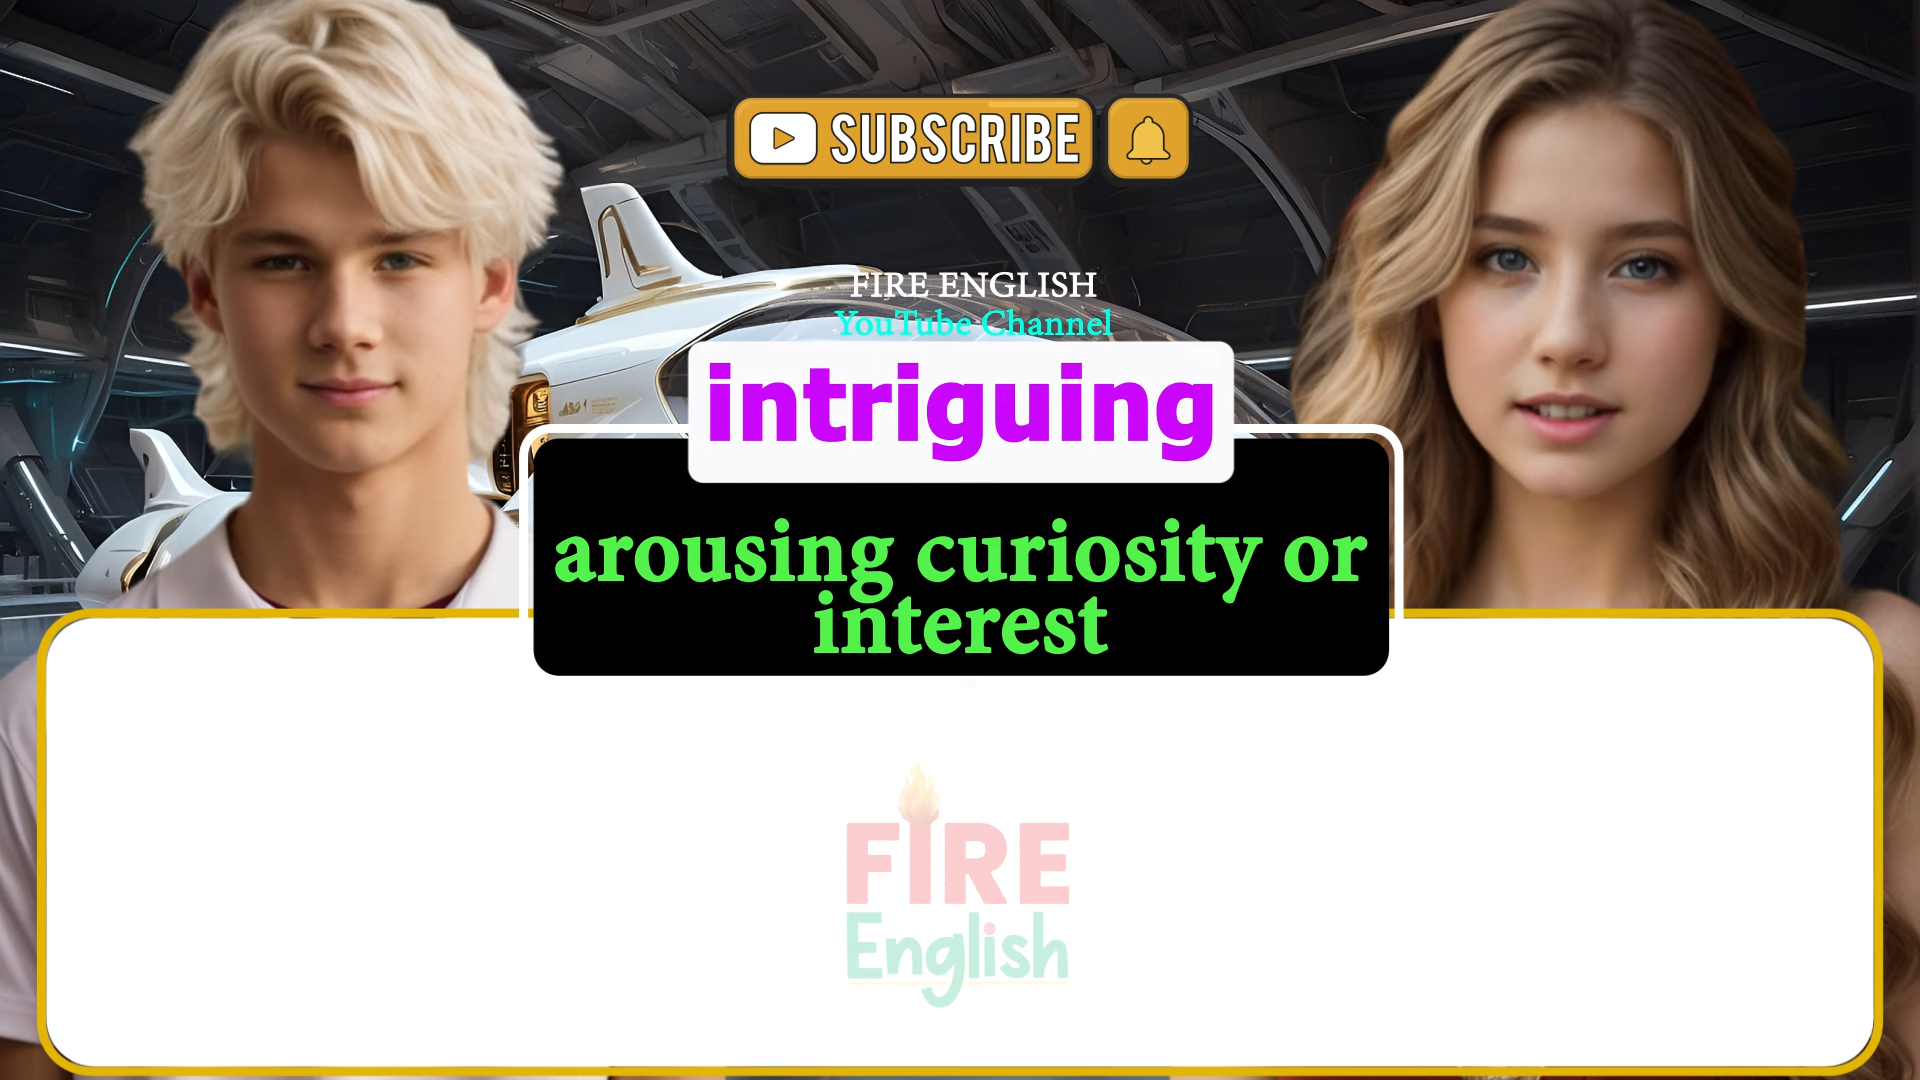 SUBSCRIBE
FIRE ENGLISH
YouTube Channel
intriguing
arousing curiosity or
interest
FIRE
English